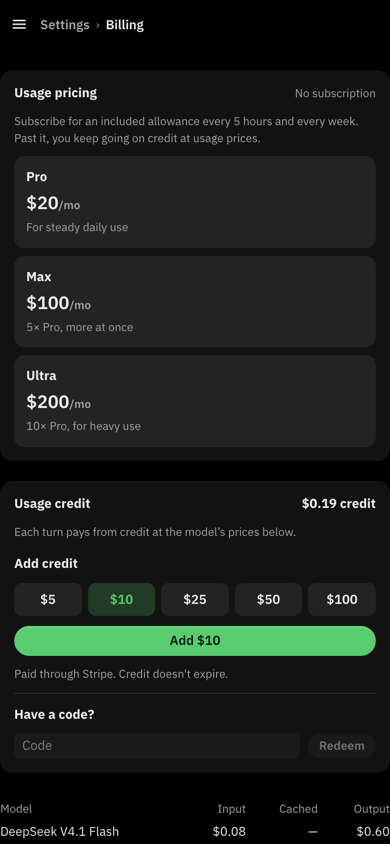 Settings › Billing
Usage pricing No subscription
Subscribe for an included allowance every 5 hours and every week.
Past it, you keep going on credit at usage prices.
Pro
$20/mo
For steady daily use
Max
$100/mo
5× Pro, more at once
Ultra
$200/mo
10× Pro, for heavy use
Usage credit $0.19 credit
Each turn pays from credit at the model’s prices below.
Add credit
$5 $10 $25 $50 $100
Add $10
Paid through Stripe. Credit doesn't expire.
Have a code?
Code Redeem
Model Input Cached Output
DeepSeek V4.1 Flash $0.08 — $0.60